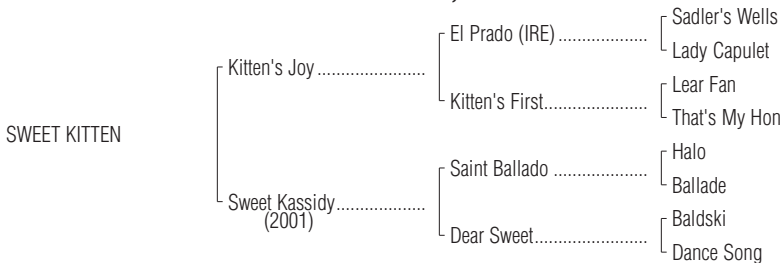 Sadler's Wells
El Prado (IRE) ...................
Lady Capulet
Kitten's Joy .......................
Lear Fan
Kitten's First......................
That's My Hon
SWEET KITTEN
Halo
Saint Ballado ....................
Ballade
Sweet Kassidy...................
(2001)
Baldski
Dear Sweet........................
Dance Song